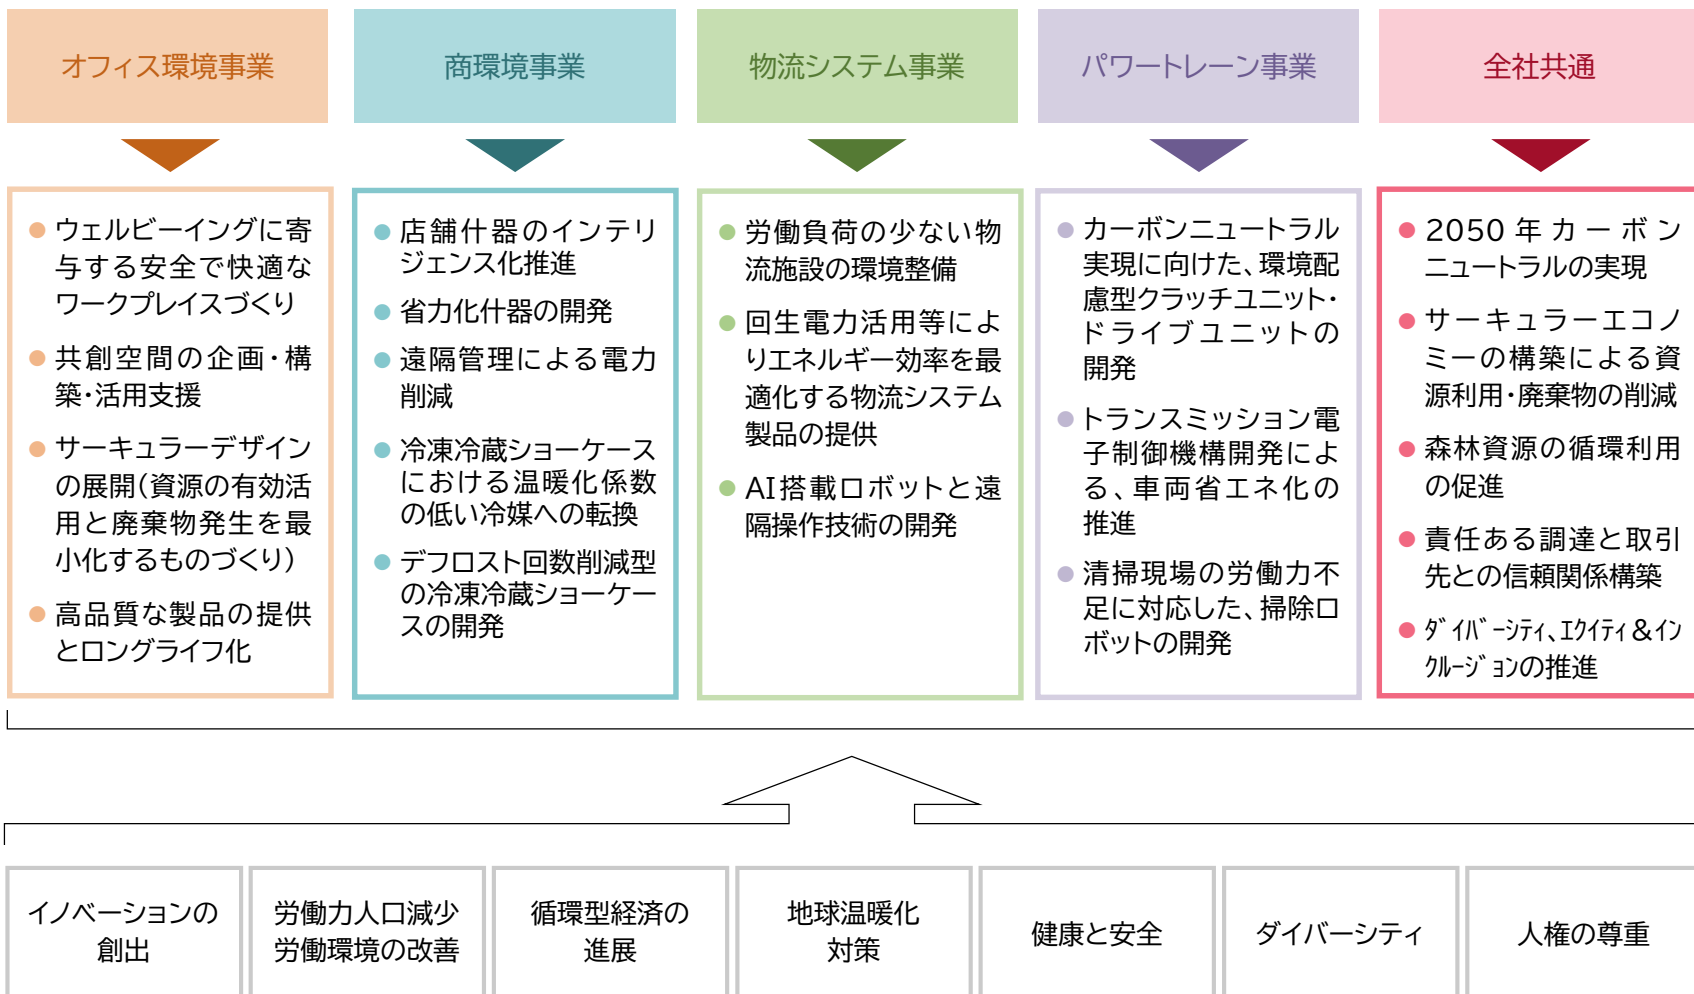 オフィス環境事業
商環境事業
物流システム事業
パワートレーン事業
全社共通
ウェルビーイングに寄
与する安全で快適な
ワークプレイスづくり
共創空間の企画・構
築・活用支援
サーキュラーデザイン
の展開(資源の有効活
用と廃棄物発生を最
小化するものづくり)
高品質な製品の提供
とロングライフ化
店舗什器のインテリ
ジェンス化推進
省力化什器の開発
遠隔管理による電力
削減
冷凍冷蔵ショーケース
における温暖化係数
の低い冷媒への転換
デフロスト回数削減型
の冷凍冷蔵ショーケー
スの開発
労働負荷の少ない物
流施設の環境整備
回生電力活用等によ
りエネルギー効率を最
適化する物流システム
製品の提供
AI搭載ロボットと遠
隔操作技術の開発
カーボンニュートラル
実現に向けた、環境配
慮型クラッチユニット・
ドライブユニットの
開発
トランスミッション電
子制御機構開発によ
る、車両省エネ化の
推進
清掃現場の労働力不
足に対応した、掃除ロ
ボットの開発
2050年カーボン
ニュートラルの実現
サーキュラーエコノ
ミーの構築による資
源利用・廃棄物の削減
森林資源の循環利用
の促進
責任ある調達と取引
先との信頼関係構築
ﾀﾞｲﾊﾞｰｼﾃｨ、ｴｸｲﾃｨ＆ｲﾝ
ｸﾙｰｼﾞｮﾝの推進
イノベーションの
創出
労働力人口減少
労働環境の改善
循環型経済の
進展
地球温暖化
対策
健康と安全
ダイバーシティ
人権の尊重